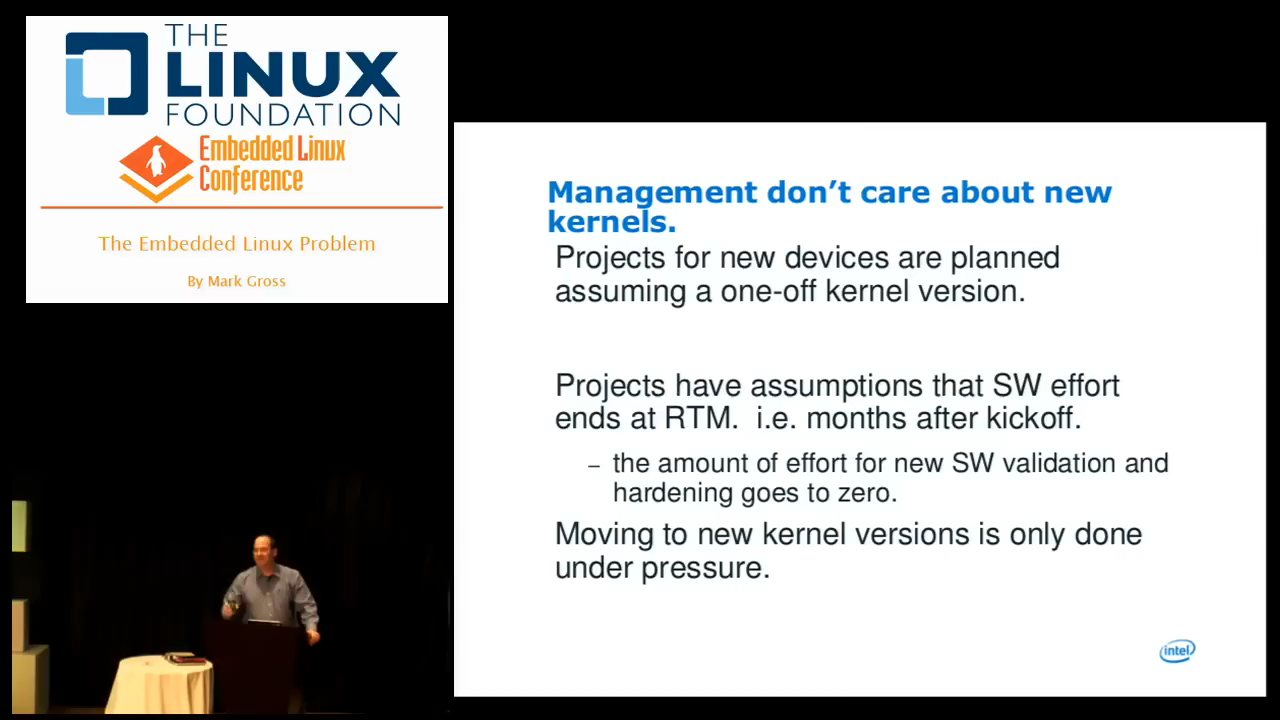 THE
LINUX
FOUNDATION
Embedded Linux
Conference
The Embedded Linux Problem
By Mark Gross
Management don’t care about new
kernels.
Projects for new devices are planned
assuming a one-off kernel version.
Projects have assumptions that SW effort
ends at RTM.  i.e. months after kickoff.
– the amount of effort for new SW validation and
hardening goes to zero.
Moving to new kernel versions is only done
under pressure.
intel